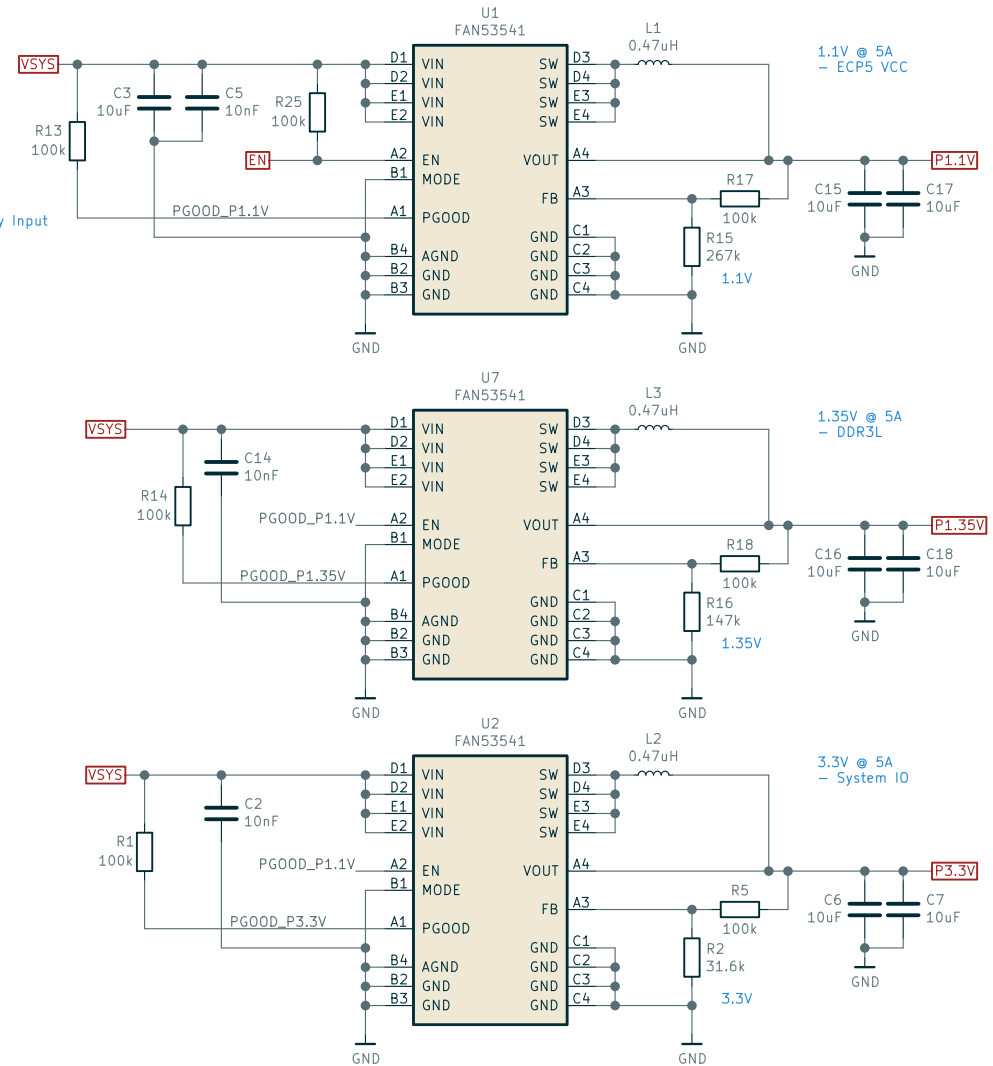 U1
FAN53541
L1
0.47uH
1.1V @ 5A
— ECP5 VCC
VSYS
D1 VIN SW D3
D2 VIN SW D4
E1 VIN SW E3
E2 VIN SW E4
C3
10uF
C5
10nF
R25
100k
R13
100k
EN
A2 EN VOUT A4
P1.1V
B1 MODE
R17
100k
FB A3
C15
10uF
C17
10uF
PGOOD_P1.1V
A1 PGOOD
y Input
R15
267k
1.1V
GND C1
B4 AGND GND C2
B2 GND GND C3
B3 GND GND C4
GND
GND
GND
U7
FAN53541
L3
0.47uH
1.35V @ 5A
— DDR3L
VSYS
D1 VIN SW D3
D2 VIN SW D4
E1 VIN SW E3
E2 VIN SW E4
C14
10nF
R14
100k
PGOOD_P1.1V
A2 EN VOUT A4
P1.35V
B1 MODE
R18
100k
FB A3
C16
10uF
C18
10uF
PGOOD_P1.35V
A1 PGOOD
R16
147k
1.35V
GND C1
B4 AGND GND C2
B2 GND GND C3
B3 GND GND C4
GND
GND
GND
U2
FAN53541
L2
0.47uH
3.3V @ 5A
— System IO
VSYS
D1 VIN SW D3
D2 VIN SW D4
E1 VIN SW E3
E2 VIN SW E4
C2
10nF
R1
100k
PGOOD_P1.1V
A2 EN VOUT A4
P3.3V
B1 MODE
R5
100k
FB A3
C6
10uF
C7
10uF
PGOOD_P3.3V
A1 PGOOD
R2
31.6k
3.3V
GND C1
B4 AGND GND C2
B2 GND GND C3
B3 GND GND C4
GND
GND
GND